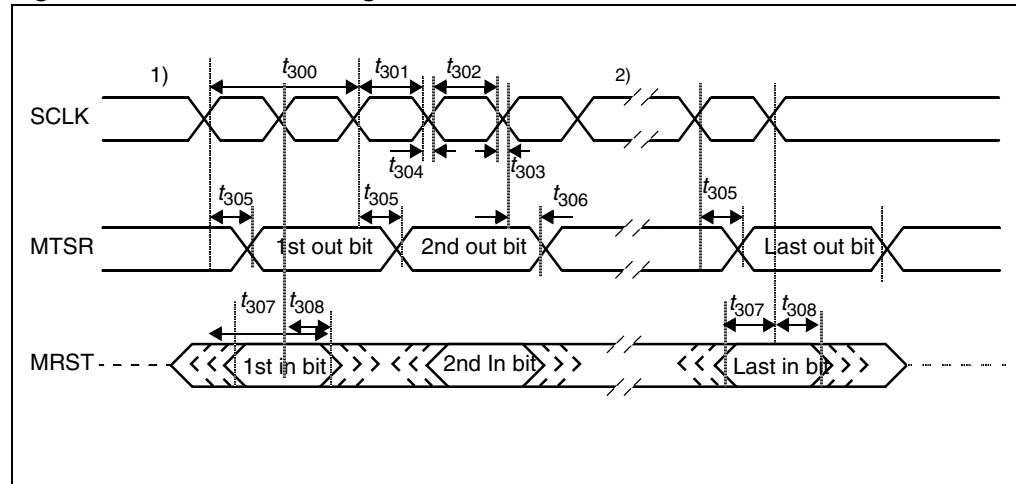 1)
t300
t301
t302
2)
SCLK
t304
t303
t305
t305
t306
t305
MTSR
1st out bit
2nd out bit
Last out bit
t307
t308
t307
t308
MRST
1st in bit
2nd In bit
Last in bit